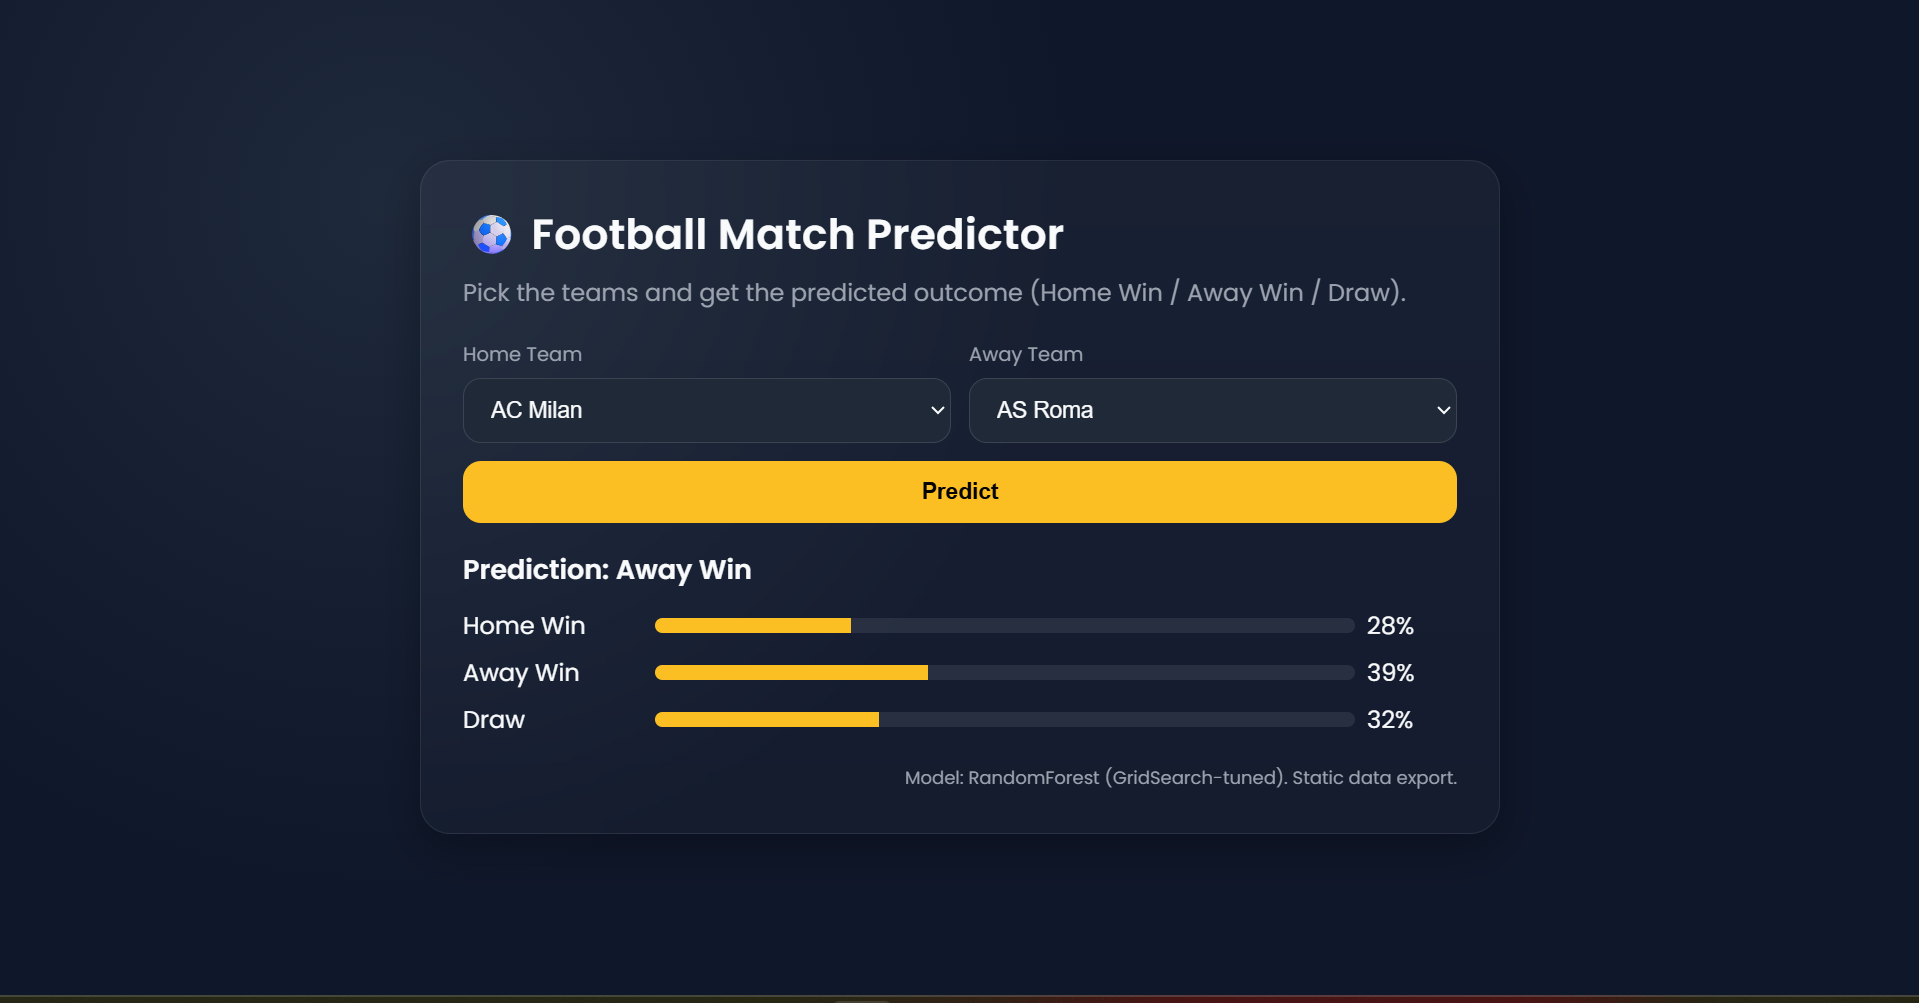 Football Match Predictor
Pick the teams and get the predicted outcome (Home Win / Away Win / Draw).
Home Team
Away Team
AC Milan
AS Roma
Predict
Prediction: Away Win
Home Win 28%
Away Win 39%
Draw 32%
Model: RandomForest (GridSearch-tuned). Static data export.